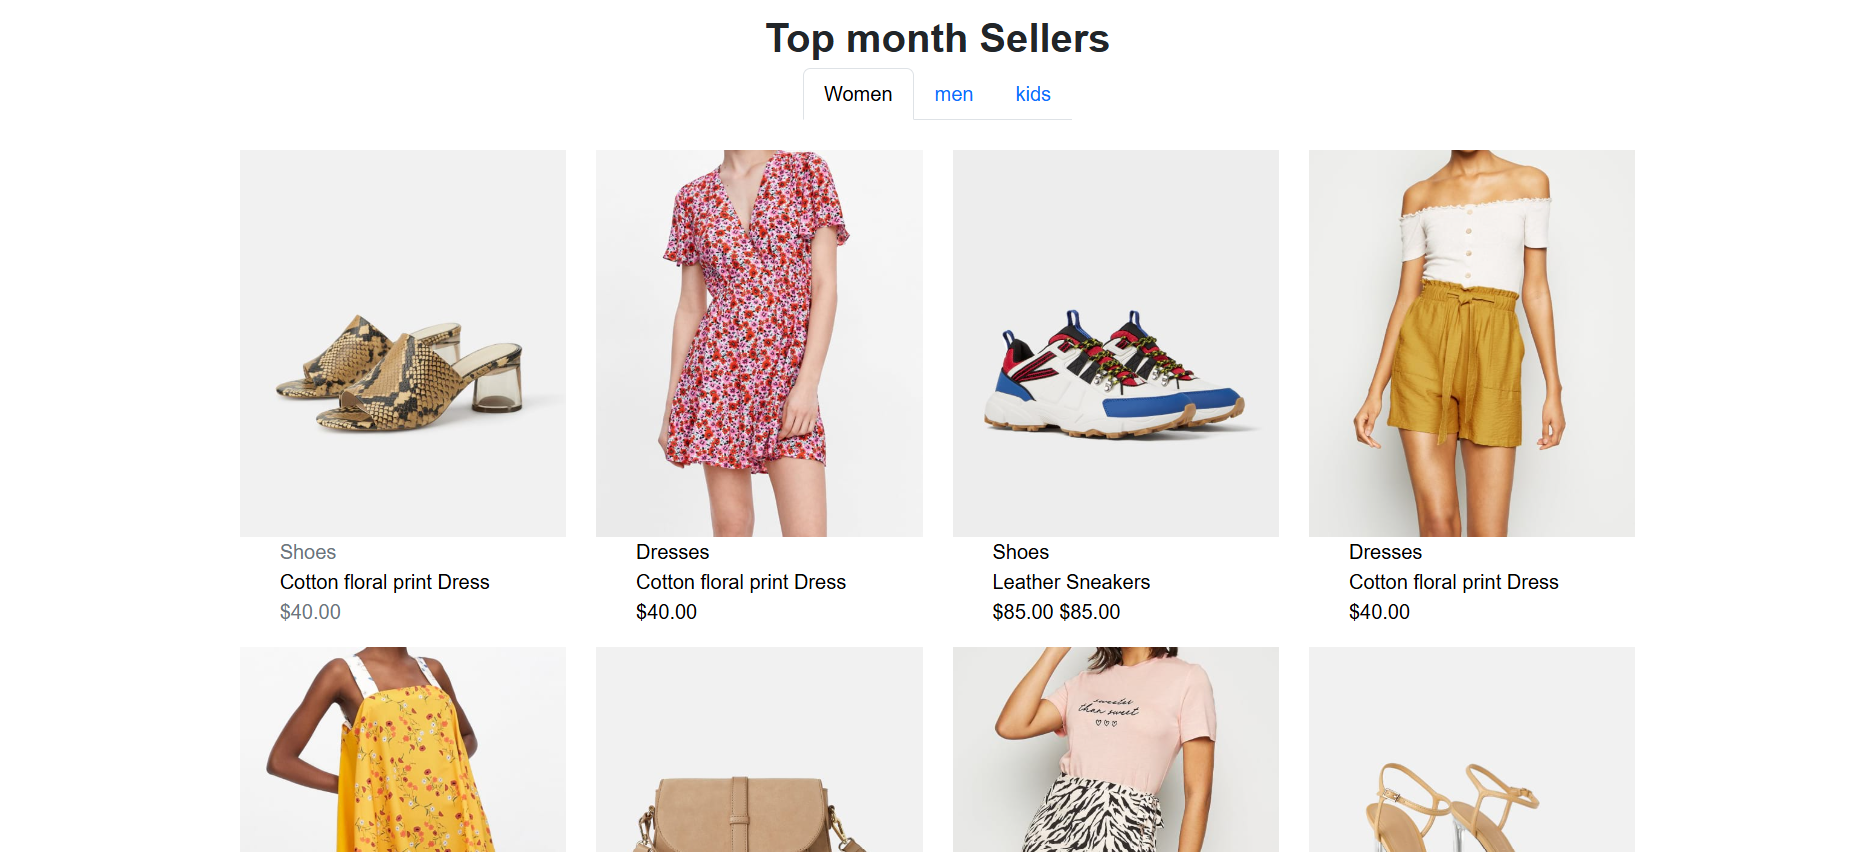 Top month Sellers
Women men kids
Shoes
Cotton floral print Dress
$40.00
Dresses
Cotton floral print Dress
$40.00
Shoes
Leather Sneakers
$85.00 $85.00
Dresses
Cotton floral print Dress
$40.00
sweeter
than sweet